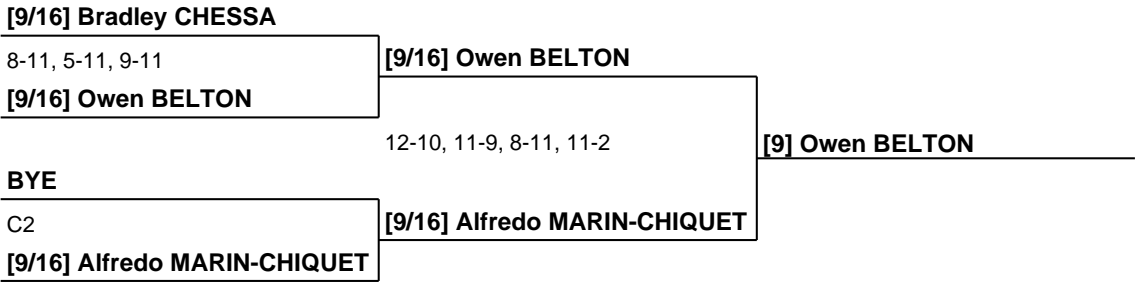 [9/16] Bradley CHESSA
8-11, 5-11, 9-11
[9/16] Owen BELTON
[9/16] Owen BELTON
12-10, 11-9, 8-11, 11-2
[9] Owen BELTON
BYE
C2
[9/16] Alfredo MARIN-CHIQUET
[9/16] Alfredo MARIN-CHIQUET